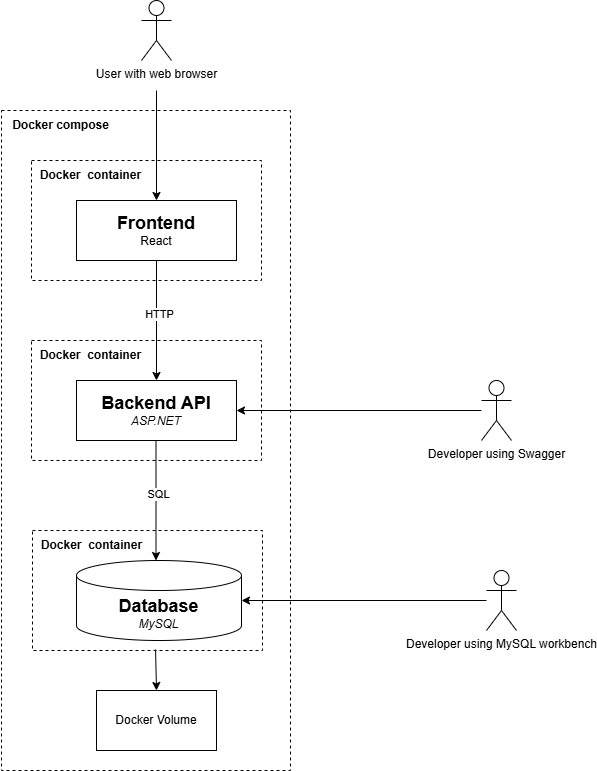 User with web browser
Docker compose
Docker  container
Frontend
React
HTTP
Docker  container
Backend API
ASP.NET
Developer using Swagger
SQL
Docker  container
Database
MySQL
Developer using MySQL workbench
Docker Volume